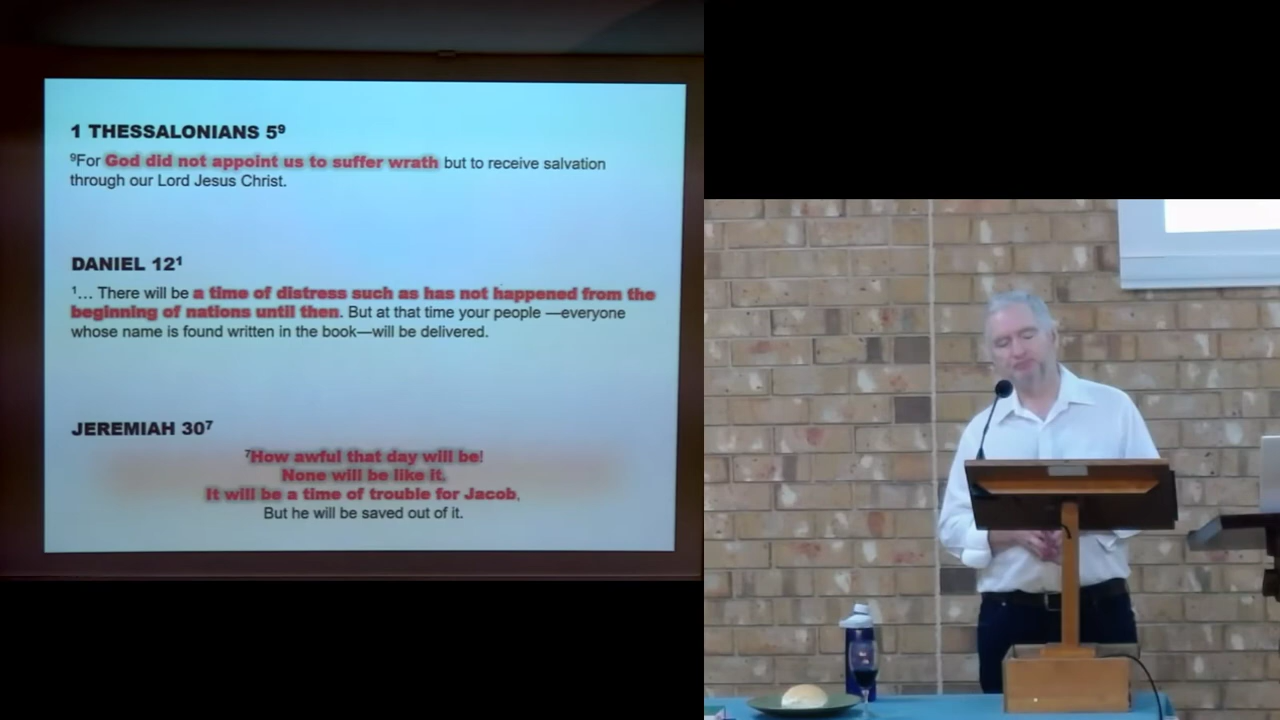 1 THESSALONIANS 5⁹
⁹For God did not appoint us to suffer wrath but to receive salvation
through our Lord Jesus Christ.
DANIEL 12¹
¹... There will be a time of distress such as has not happened from the
beginning of nations until then. But at that time your people —everyone
whose name is found written in the book—will be delivered.
JEREMIAH 30⁷
⁷How awful that day will be!
None will be like it.
It will be a time of trouble for Jacob,
But he will be saved out of it.